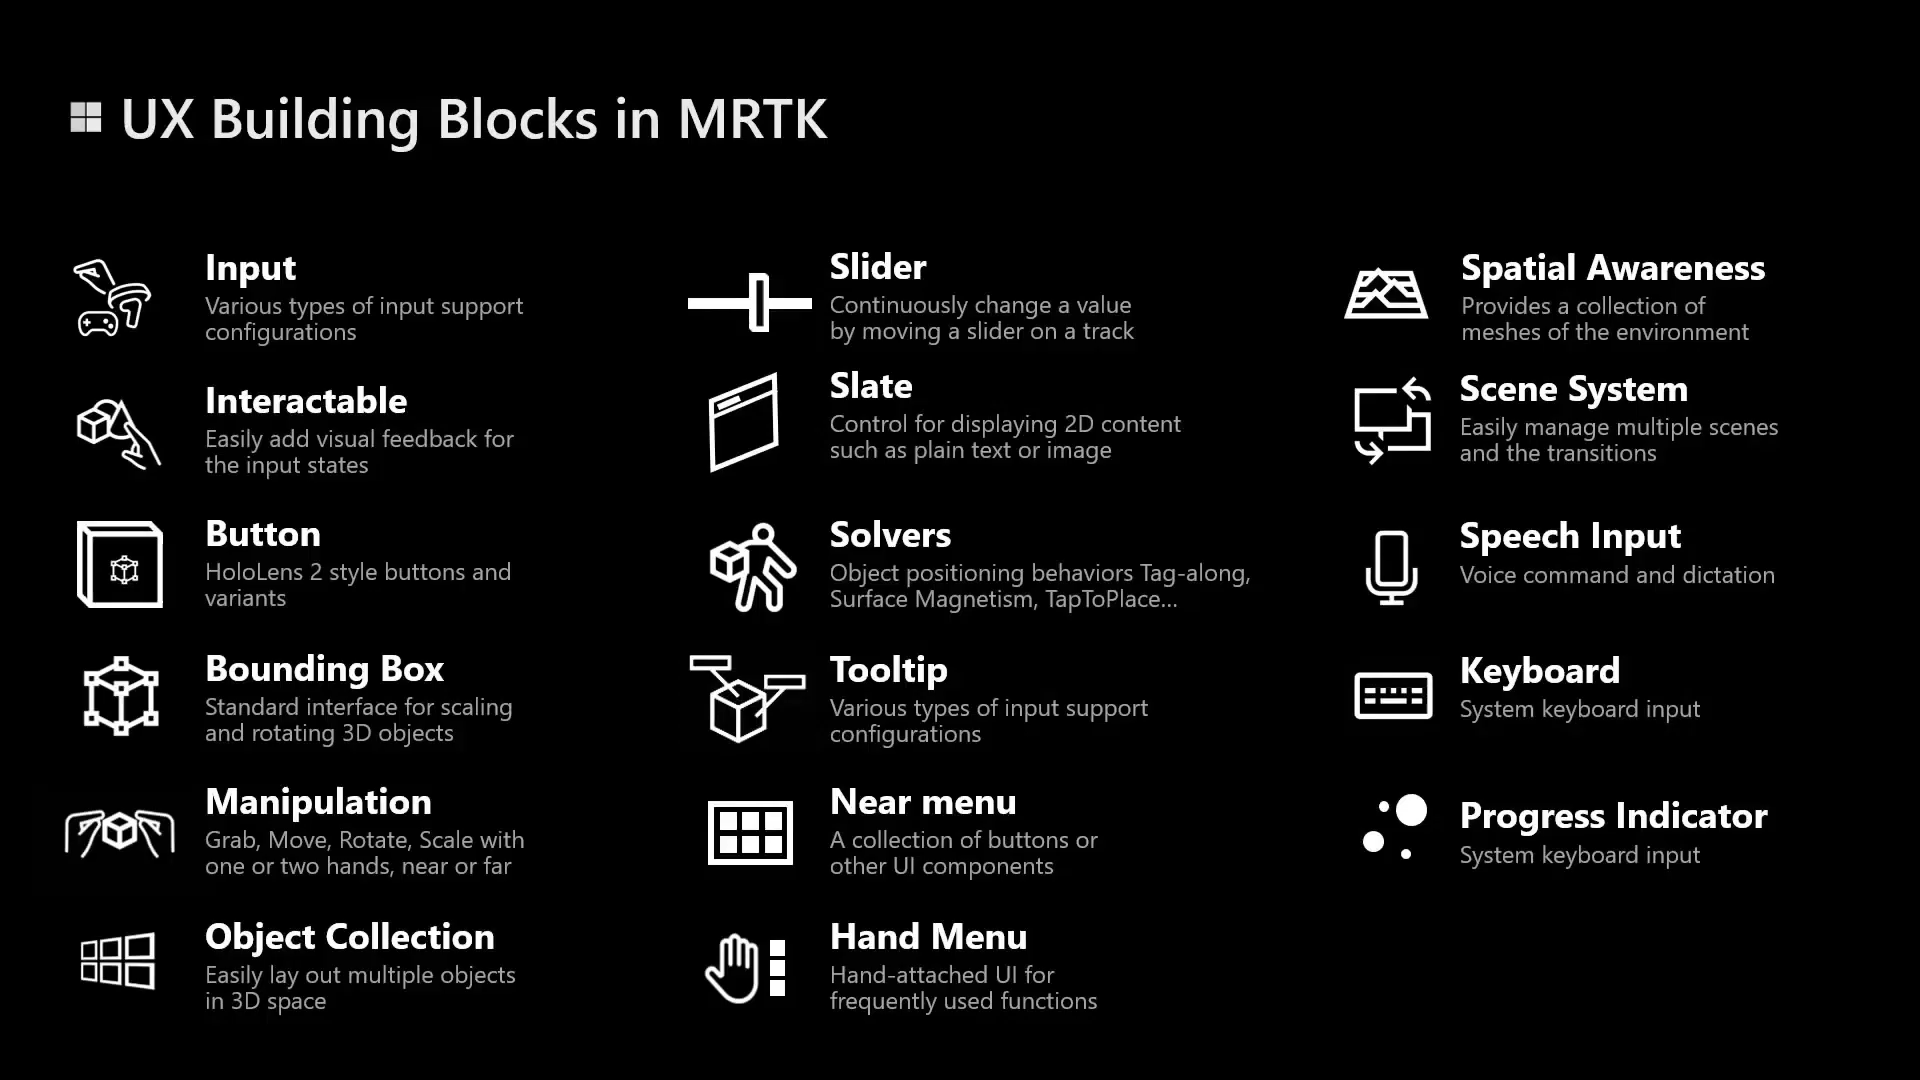 UX Building Blocks in MRTK
Input
Various types of input support
configurations
Interactable
Easily add visual feedback for
the input states
Button
HoloLens 2 style buttons and
variants
Bounding Box
Standard interface for scaling
and rotating 3D objects
Manipulation
Grab, Move, Rotate, Scale with
one or two hands, near or far
Object Collection
Easily lay out multiple objects
in 3D space
Slider
Continuously change a value
by moving a slider on a track
Slate
Control for displaying 2D content
such as plain text or image
Solvers
Object positioning behaviors Tag-along,
Surface Magnetism, TapToPlace...
Tooltip
Various types of input support
configurations
Near menu
A collection of buttons or
other UI components
Hand Menu
Hand-attached UI for
frequently used functions
Spatial Awareness
Provides a collection of
meshes of the environment
Scene System
Easily manage multiple scenes
and the transitions
Speech Input
Voice command and dictation
Keyboard
System keyboard input
Progress Indicator
System keyboard input